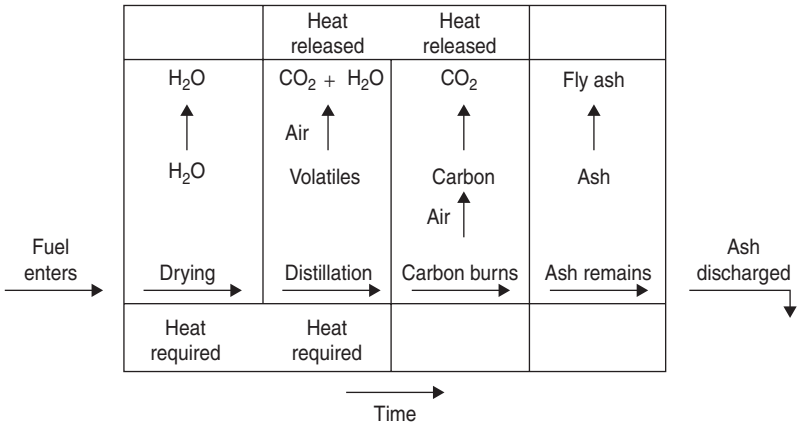 Heat
released
Heat
released
H₂O
CO₂ + H₂O
CO₂
Fly ash
Air
H₂O
Volatiles
Carbon
Ash
Air
Fuel
enters
Drying
Distillation
Carbon burns
Ash remains
Ash
discharged
Heat
required
Heat
required
Time